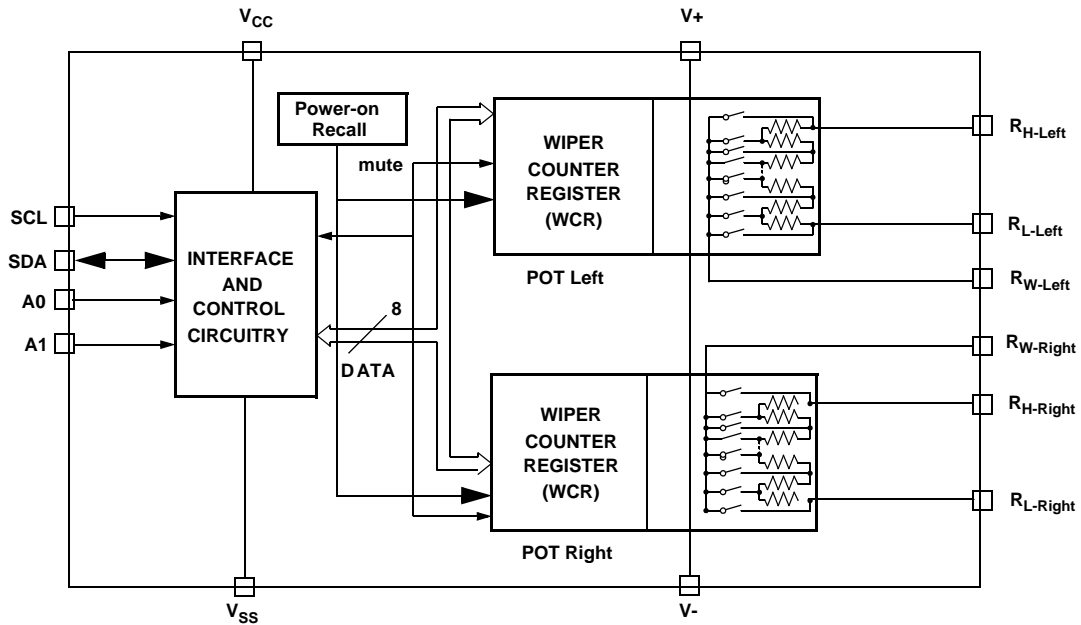 VCC
V+
Power-on
Recall
mute
WIPER
COUNTER
REGISTER
(WCR)
POT Left
RH-Left
RL-Left
RW-Left
SCL
SDA
A0
A1
INTERFACE
AND
CONTROL
CIRCUITRY
8
DATA
RW-Right
RH-Right
RL-Right
WIPER
COUNTER
REGISTER
(WCR)
POT Right
VSS
V-